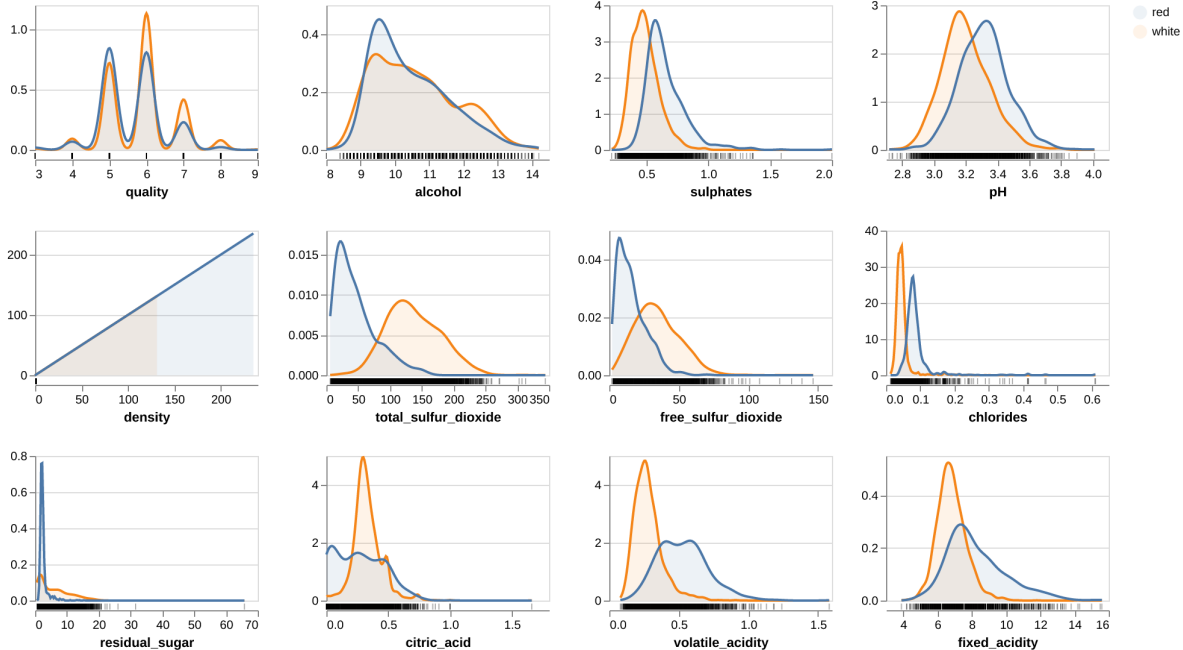 red
white
0.0 0.5 1.0
3 4 5 6 7 8 9
quality
0.0 0.2 0.4
8 9 10 11 12 13 14
alcohol
0 1 2 3 4
0.5 1.0 1.5 2.0
sulphates
0 1 2 3
2.8 3.0 3.2 3.4 3.6 3.8 4.0
pH
0 100 200
0 50 100 150 200
density
0.000 0.005 0.010 0.015
0 50 100 150 200 250 300 350
total_sulfur_dioxide
0.00 0.02 0.04
0 50 100 150
free_sulfur_dioxide
0 10 20 30 40
0.0 0.1 0.2 0.3 0.4 0.5 0.6
chlorides
0.0 0.2 0.4 0.6 0.8
0 10 20 30 40 50 60 70
residual_sugar
0 2 4
0.0 0.5 1.0 1.5
citric_acid
0 2 4
0.0 0.5 1.0 1.5
volatile_acidity
0.0 0.2 0.4
4 6 8 10 12 14 16
fixed_acidity